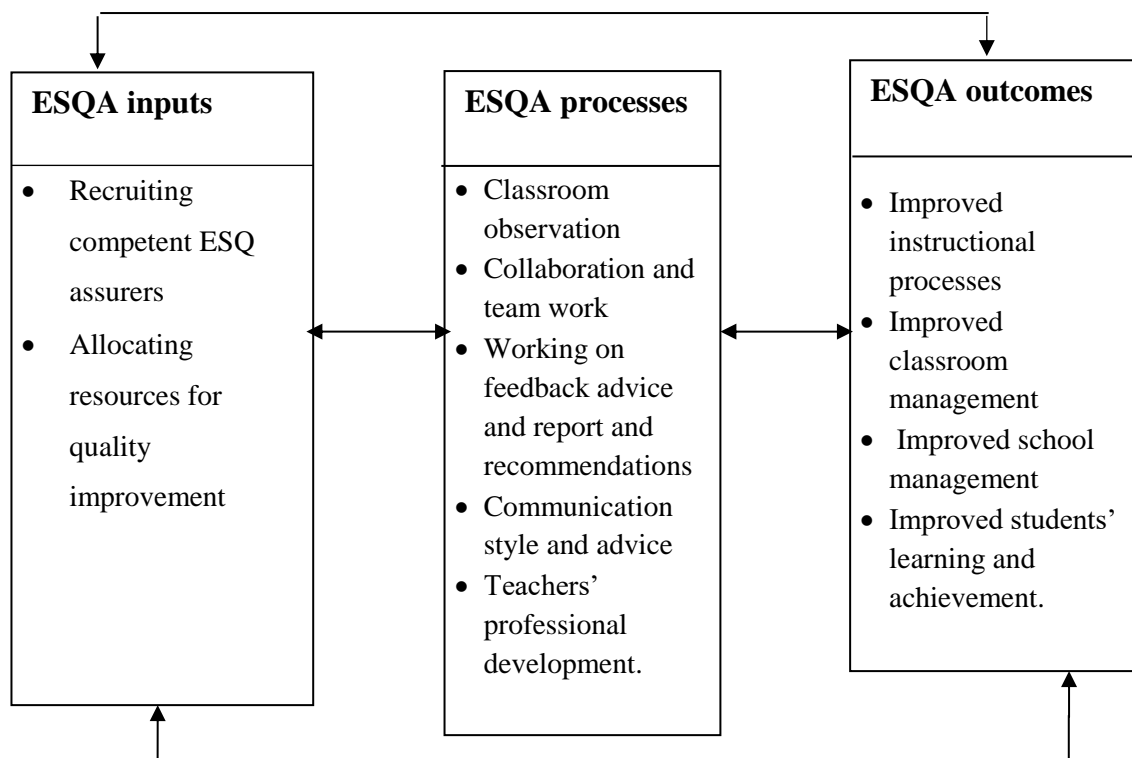 ESQA inputs
• Recruiting
competent ESQ
assurers
• Allocating
resources for
quality
improvement
ESQA processes
• Classroom
observation
• Collaboration and
team work
• Working on
feedback advice
and report and
recommendations
• Communication
style and advice
• Teachers’
professional
development.
ESQA outcomes
• Improved
instructional
processes
• Improved
classroom
management
• Improved school
management
• Improved students’
learning and
achievement.